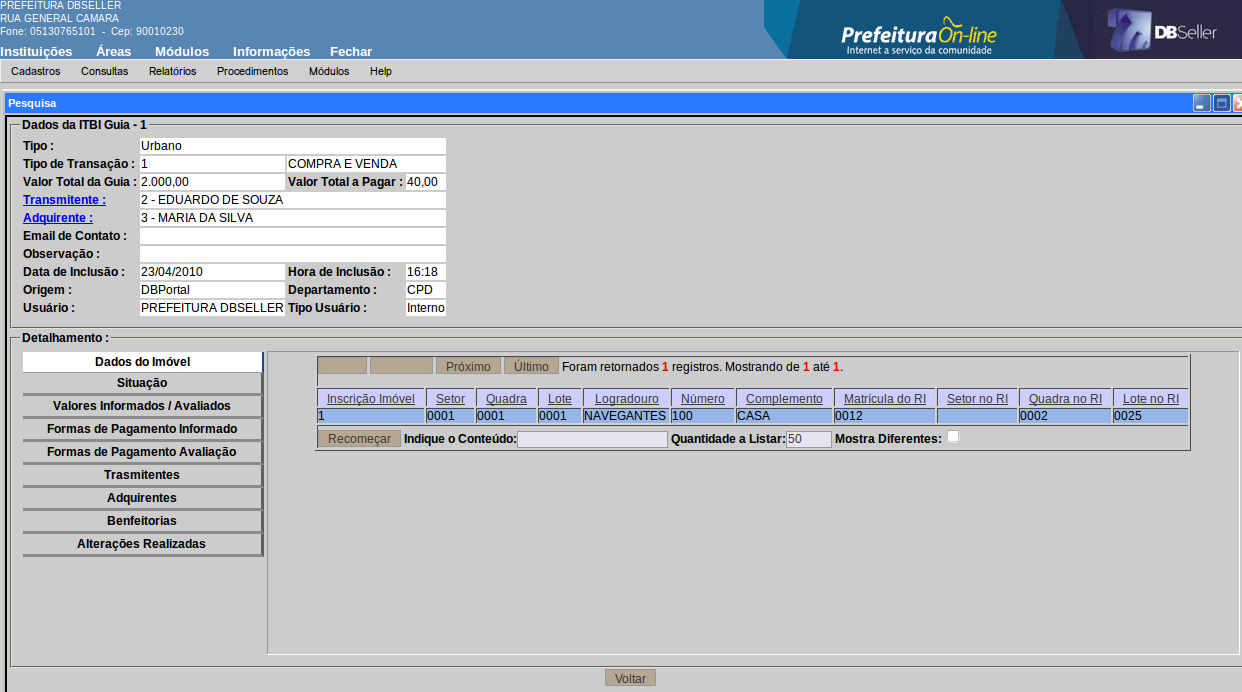 PREFEITURA DBSELLER
RUA GENERAL CAMARA
Fone: 05130765101 - Cep: 90010230
Instituições Áreas Módulos Informações Fechar
PrefeituraOn-line
Internet a serviço da comunidade
DBSeller
Cadastros Consultas Relatórios Procedimentos Módulos Help
Pesquisa
Dados da ITBI Guia - 1
Tipo : Urbano
Tipo de Transação : 1 COMPRA E VENDA
Valor Total da Guia : 2.000,00 Valor Total a Pagar : 40,00
Transmitente : 2 - EDUARDO DE SOUZA
Adquirente : 3 - MARIA DA SILVA
Email de Contato :
Observação :
Data de Inclusão : 23/04/2010 Hora de Inclusão : 16:18
Origem : DBPortal Departamento : CPD
Usuário : PREFEITURA DBSELLER Tipo Usuário : Interno
Detalhamento :
Dados do Imóvel
Situação
Valores Informados / Avaliados
Formas de Pagamento Informado
Formas de Pagamento Avaliação
Trasmitentes
Adquirentes
Benfeitorias
Alterações Realizadas
Próximo Último Foram retornados 1 registros. Mostrando de 1 até 1.
Inscrição Imóvel Setor Quadra Lote Logradouro Número Complemento Matrícula do RI Setor no RI Quadra no RI Lote no RI
1 0001 0001 0001 NAVEGANTES 100 CASA 0012 0002 0025
Recomeçar Indique o Conteúdo: Quantidade a Listar: 50 Mostra Diferentes:
Voltar